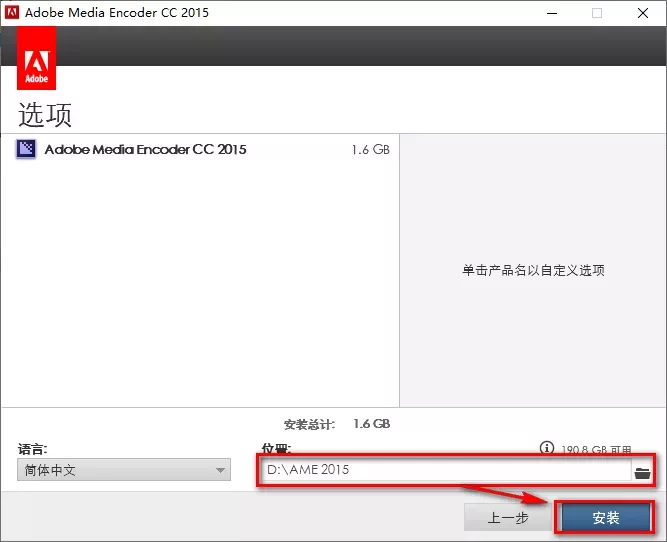 Adobe Media Encoder CC 2015
Adobe
选项
Adobe Media Encoder CC 2015 1.6 GB
单击产品名以自定义选项
安装总计: 1.6 GB
语言: 位置: 190.8 GB 可用
简体中文 D:\AME 2015
上一步 安装